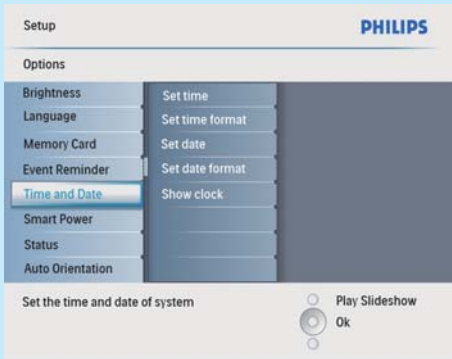 Setup
PHILIPS
Options
Brightness
Language
Memory Card
Event Reminder
Time and Date
Smart Power
Status
Auto Orientation
Set time
Set time format
Set date
Set date format
Show clock
Set the time and date of system
Play Slideshow
Ok